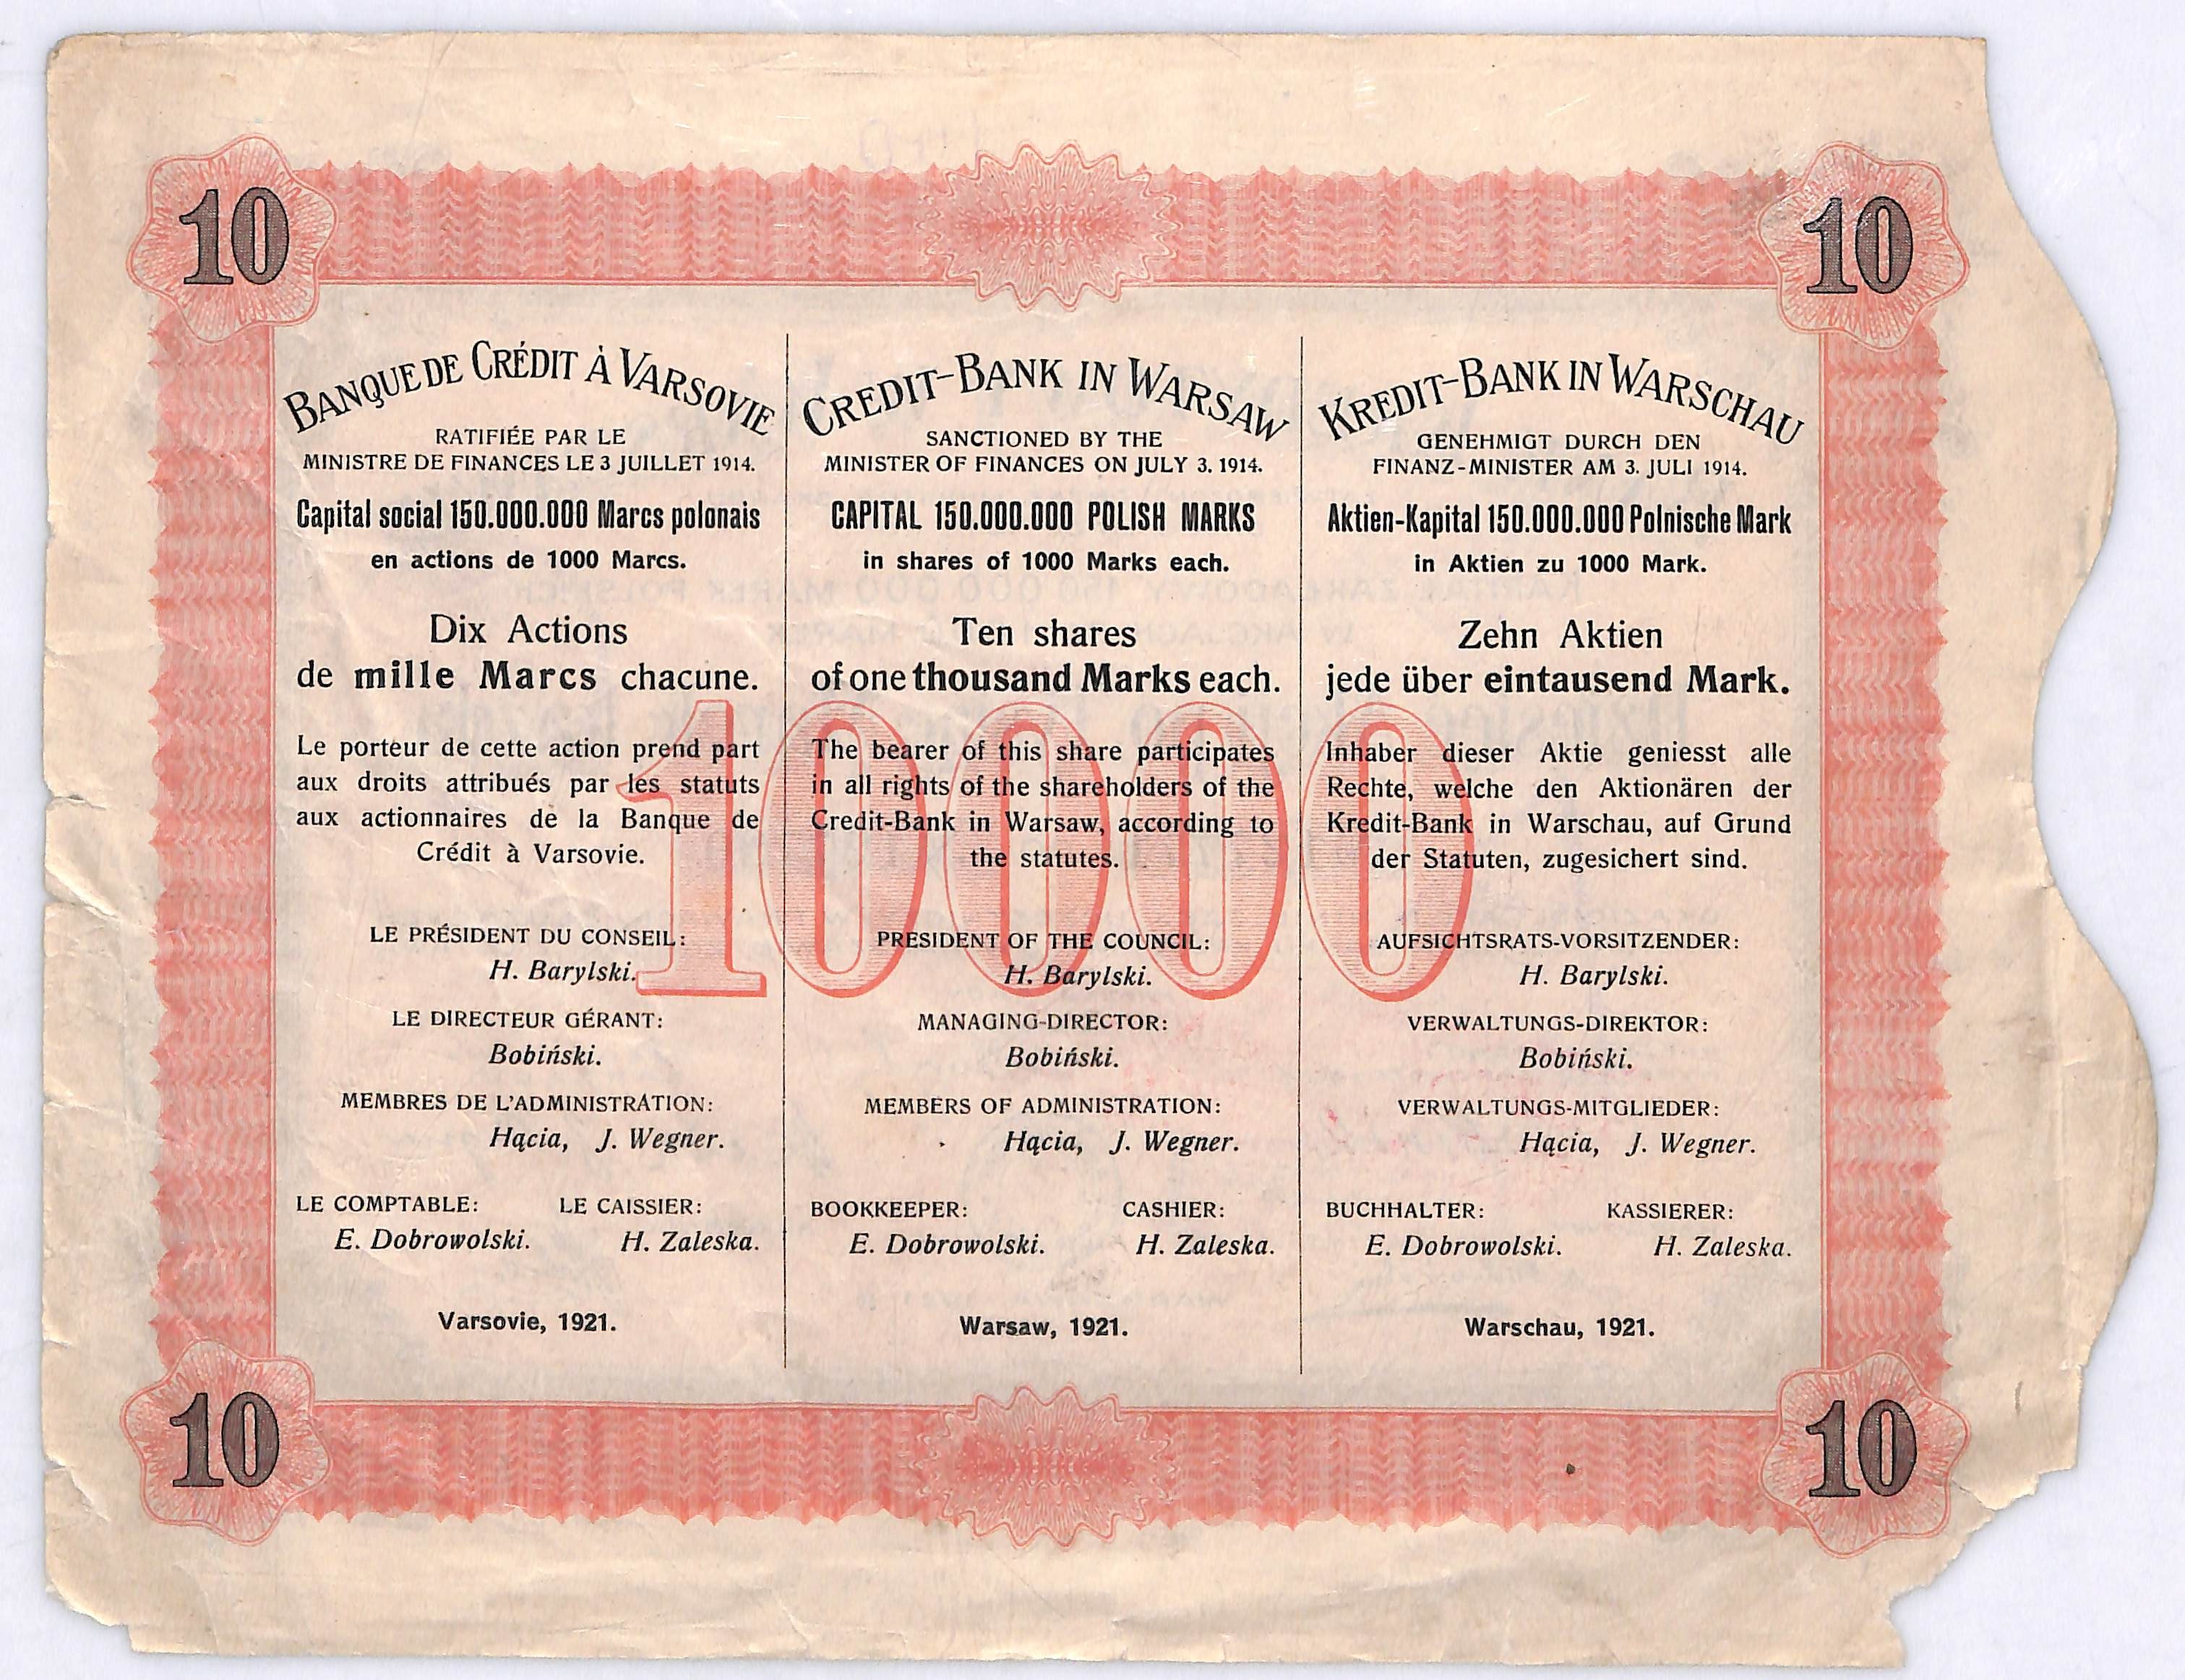 10
10
BANQUE DE CRÉDIT À VARSOVIE
RATIFIÉE PAR LE
MINISTRE DE FINANCES LE 3 JUILLET 1914.
Capital social 150.000.000 Marcs polonais
en actions de 1000 Marcs.
Dix Actions
de mille Marcs chacune.
Le porteur de cette action prend part
aux droits attribués par les statuts
aux actionnaires de la Banque de
Crédit à Varsovie.
LE PRÉSIDENT DU CONSEIL:
H. Barylski.
LE DIRECTEUR GÉRANT:
Bobiński.
MEMBRES DE L'ADMINISTRATION:
Hącia, J. Wegner.
LE COMPTABLE: LE CAISSIER:
E. Dobrowolski. H. Zaleska.
Varsovie, 1921.
CREDIT-BANK IN WARSAW
SANCTIONED BY THE
MINISTER OF FINANCES ON JULY 3. 1914.
CAPITAL 150.000.000 POLISH MARKS
in shares of 1000 Marks each.
Ten shares
of one thousand Marks each.
10000
The bearer of this share participates
in all rights of the shareholders of the
Credit-Bank in Warsaw, according to
the statutes.
PRESIDENT OF THE COUNCIL:
H. Barylski.
MANAGING-DIRECTOR:
Bobiński.
MEMBERS OF ADMINISTRATION:
Hącia, J. Wegner.
BOOKKEEPER: CASHIER:
E. Dobrowolski. H. Zaleska.
Warsaw, 1921.
KREDIT-BANK IN WARSCHAU
GENEHMIGT DURCH DEN
FINANZ-MINISTER AM 3. JULI 1914.
Aktien-Kapital 150.000.000 Polnische Mark
in Aktien zu 1000 Mark.
Zehn Aktien
jede über eintausend Mark.
Inhaber dieser Aktie geniesst alle
Rechte, welche den Aktionären der
Kredit-Bank in Warschau, auf Grund
der Statuten, zugesichert sind.
AUFSICHTSRATS-VORSITZENDER:
H. Barylski.
VERWALTUNGS-DIREKTOR:
Bobiński.
VERWALTUNGS-MITGLIEDER:
Hącia, J. Wegner.
BUCHHALTER: KASSIERER:
E. Dobrowolski. H. Zaleska.
Warschau, 1921.
10
10